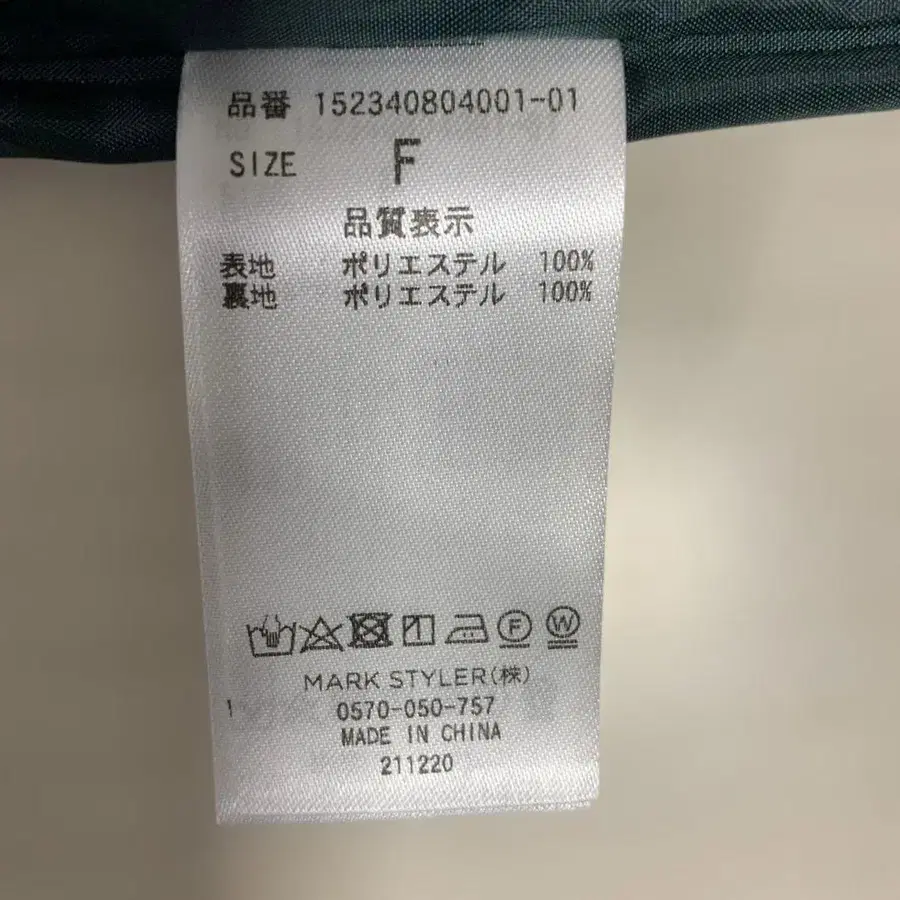 品番 152340804001-01
SIZE F
品質表示
表地 ポリエステル 100%
裏地 ポリエステル 100%
F W
MARK STYLER(株)
1 0570-050-757
MADE IN CHINA
211220